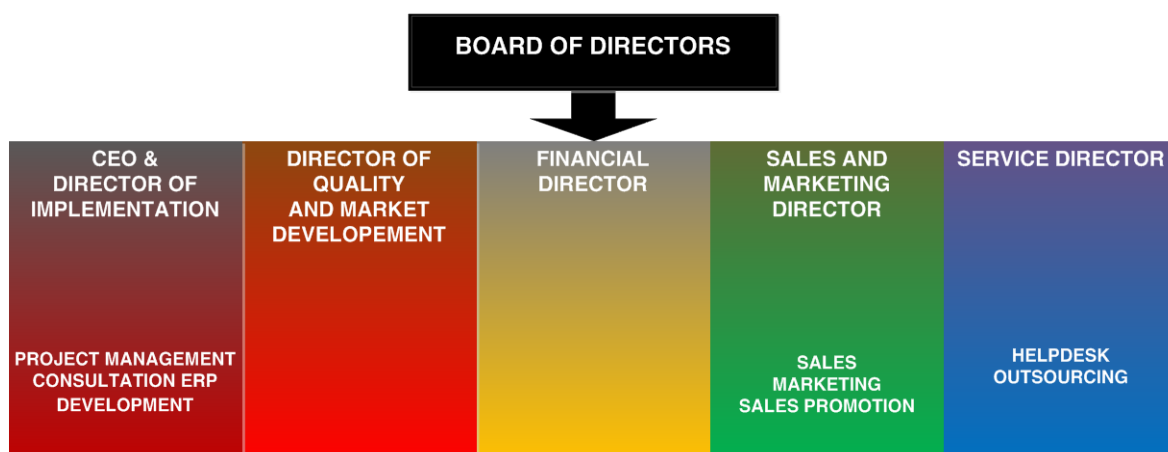 BOARD OF DIRECTORS
CEO &
DIRECTOR OF
IMPLEMENTATION
DIRECTOR OF
QUALITY
AND MARKET
DEVELOPEMENT
FINANCIAL
DIRECTOR
SALES AND
MARKETING
DIRECTOR
SERVICE DIRECTOR
PROJECT MANAGEMENT
CONSULTATION ERP
DEVELOPMENT
SALES
MARKETING
SALES PROMOTION
HELPDESK
OUTSOURCING